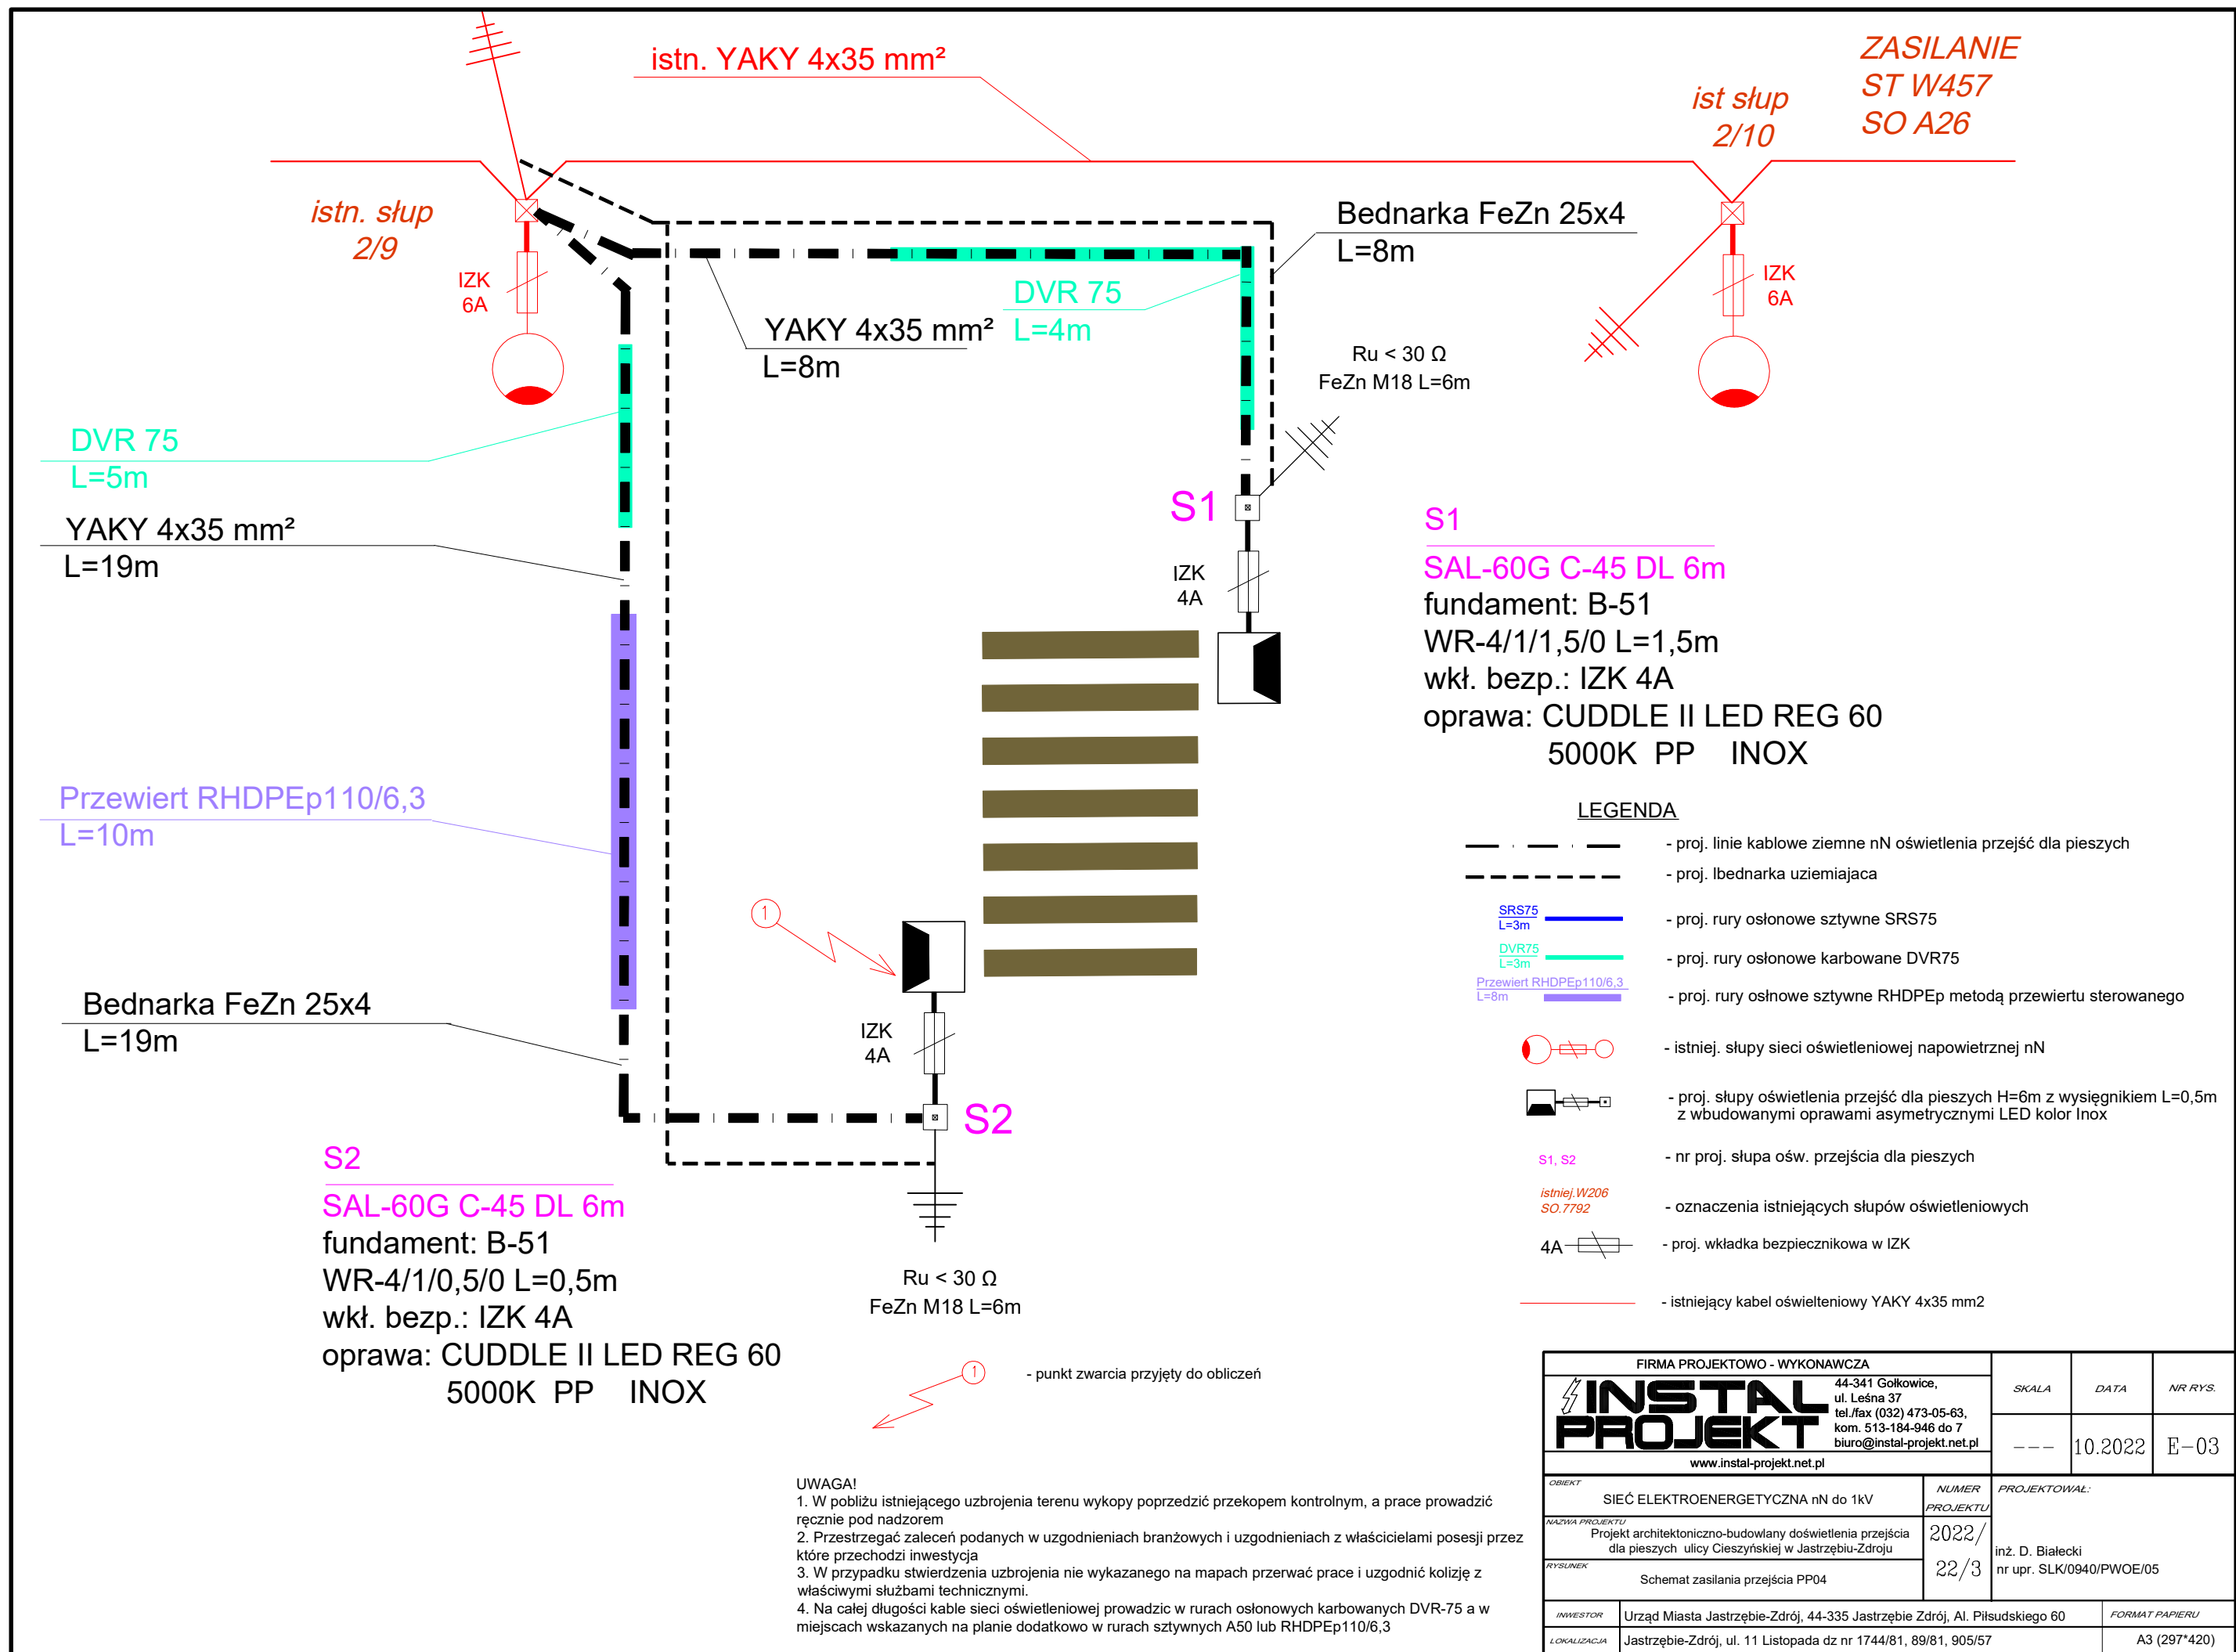 istn. YAKY 4x35 mm²
ZASILANIE
ST W457
SO A26
ist słup
2/10
istn. słup
2/9
IZK
6A
Bednarka FeZn 25x4
L=8m
IZK
6A
DVR 75
L=4m
YAKY 4x35 mm²
L=8m
Ru < 30 Ω
FeZn M18 L=6m
DVR 75
L=5m
YAKY 4x35 mm²
L=19m
S1
IZK
4A
S1
SAL-60G C-45 DL 6m
fundament: B-51
WR-4/1/1,5/0 L=1,5m
wkł. bezp.: IZK 4A
oprawa: CUDDLE II LED REG 60
5000K PP INOX
Przewiert RHDPEp110/6,3
L=10m
1
Bednarka FeZn 25x4
L=19m
IZK
4A
S2
S2
SAL-60G C-45 DL 6m
fundament: B-51
WR-4/1/0,5/0 L=0,5m
wkł. bezp.: IZK 4A
oprawa: CUDDLE II LED REG 60
5000K PP INOX
Ru < 30 Ω
FeZn M18 L=6m
LEGENDA
- proj. linie kablowe ziemne nN oświetlenia przejść dla pieszych
- proj. lbednarka uziemiajaca
SRS75
L=3m
- proj. rury osłonowe sztywne SRS75
DVR75
L=3m
- proj. rury osłonowe karbowane DVR75
Przewiert RHDPEp110/6,3
L=8m
- proj. rury osłnowe sztywne RHDPEp metodą przewiertu sterowanego
- istniej. słupy sieci oświetleniowej napowietrznej nN
- proj. słupy oświetlenia przejść dla pieszych H=6m z wysięgnikiem L=0,5m
z wbudowanymi oprawami asymetrycznymi LED kolor Inox
S1, S2
- nr proj. słupa ośw. przejścia dla pieszych
istniej.W206
SO.7792
- oznaczenia istniejących słupów oświetleniowych
4A
- proj. wkładka bezpiecznikowa w IZK
- istniejący kabel oświelteniowy YAKY 4x35 mm2
1
- punkt zwarcia przyjęty do obliczeń
UWAGA!
1. W pobliżu istniejącego uzbrojenia terenu wykopy poprzedzić przekopem kontrolnym, a prace prowadzić
ręcznie pod nadzorem
2. Przestrzegać zaleceń podanych w uzgodnieniach branżowych i uzgodnieniach z właścicielami posesji przez
które przechodzi inwestycja
3. W przypadku stwierdzenia uzbrojenia nie wykazanego na mapach przerwać prace i uzgodnić kolizję z
właściwymi służbami technicznymi.
4. Na całej długości kable sieci oświetleniowej prowadzic w rurach osłonowych karbowanych DVR-75 a w
miejscach wskazanych na planie dodatkowo w rurach sztywnych A50 lub RHDPEp110/6,3
FIRMA PROJEKTOWO - WYKONAWCZA
INSTAL
PROJEKT
44-341 Gołkowice,
ul. Leśna 37
tel./fax (032) 473-05-63,
kom. 513-184-946 do 7
biuro@instal-projekt.net.pl
www.instal-projekt.net.pl
SKALA
DATA
NR RYS.
---
10.2022
E-03
OBIEKT
SIEĆ ELEKTROENERGETYCZNA nN do 1kV
NUMER
PROJEKTU
PROJEKTOWAŁ:
NAZWA PROJEKTU
Projekt architektoniczno-budowlany doświetlenia przejścia
dla pieszych ulicy Cieszyńskiej w Jastrzębiu-Zdroju
2022/
22/3
inż. D. Białecki
nr upr. SLK/0940/PWOE/05
RYSUNEK
Schemat zasilania przejścia PP04
INWESTOR
Urząd Miasta Jastrzębie-Zdrój, 44-335 Jastrzębie Zdrój, Al. Piłsudskiego 60
FORMAT PAPIERU
LOKALIZACJA
Jastrzębie-Zdrój, ul. 11 Listopada dz nr 1744/81, 89/81, 905/57
A3 (297*420)